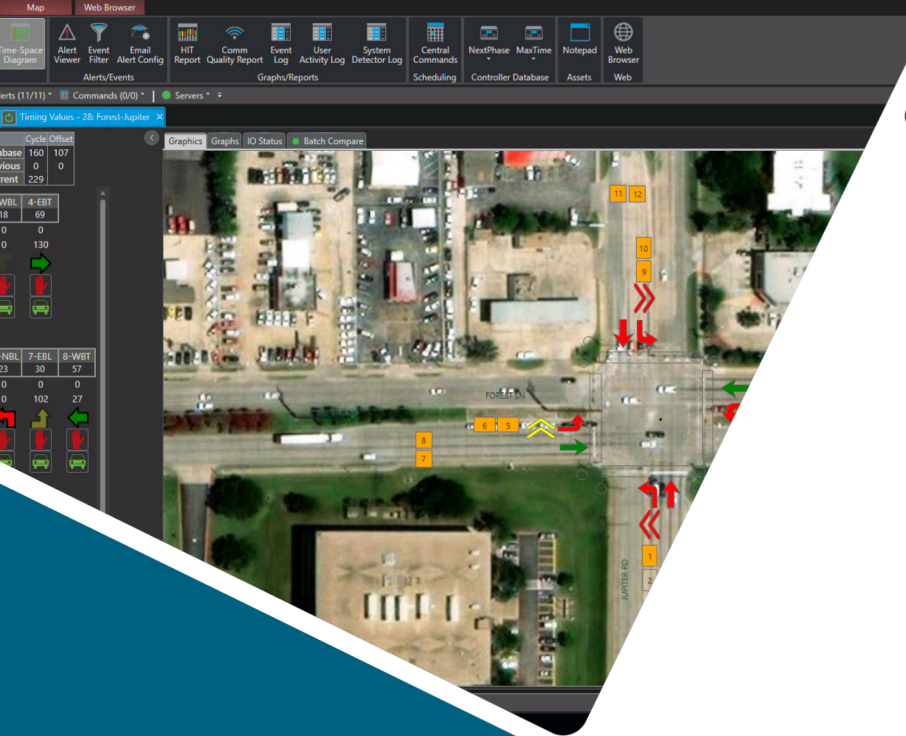 Map Web Browser
Time-Space Diagram
Alert Viewer
Event Filter
Email Alert Config
HIT Report
Comm Quality Report
Event Log
User Activity Log
System Detector Log
Central Commands
NextPhase
MaxTime
Notepad
Web Browser
Alerts/Events
Graphs/Reports
Scheduling
Controller Database
Assets
Web
(11/11)
Commands (0/0)
Servers
Timing Values - 28: Forest-Jupiter
Graphics Graphs IO Status Batch Compare
Cycle Offset
160 107
0 0
229
WBL 4-EBT
18 69
0 0
0 130
NBL 7-EBL 8-WBT
23 30 57
0 0 0
0 102 27
11 12
10
9
FOREST LN
6 5
8
7
1
2
JUPITER RD